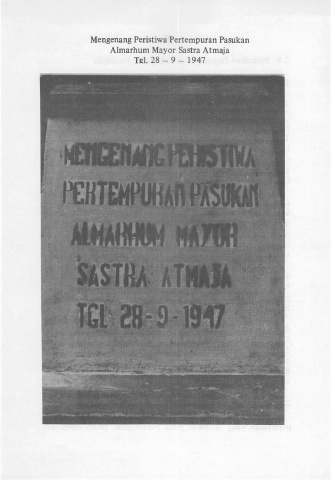 Mengenang Peristiwa Pertempuran Pasukan
Almarhum Mayor Sastra Atmaja
Tgl. 28 – 9 – 1947
MENGENANG PERISTIWA
PERTEMPURAN PASUKAN
ALMARHUM MAYOR
SASTRA ATMAJA
TGL 28-9-1947